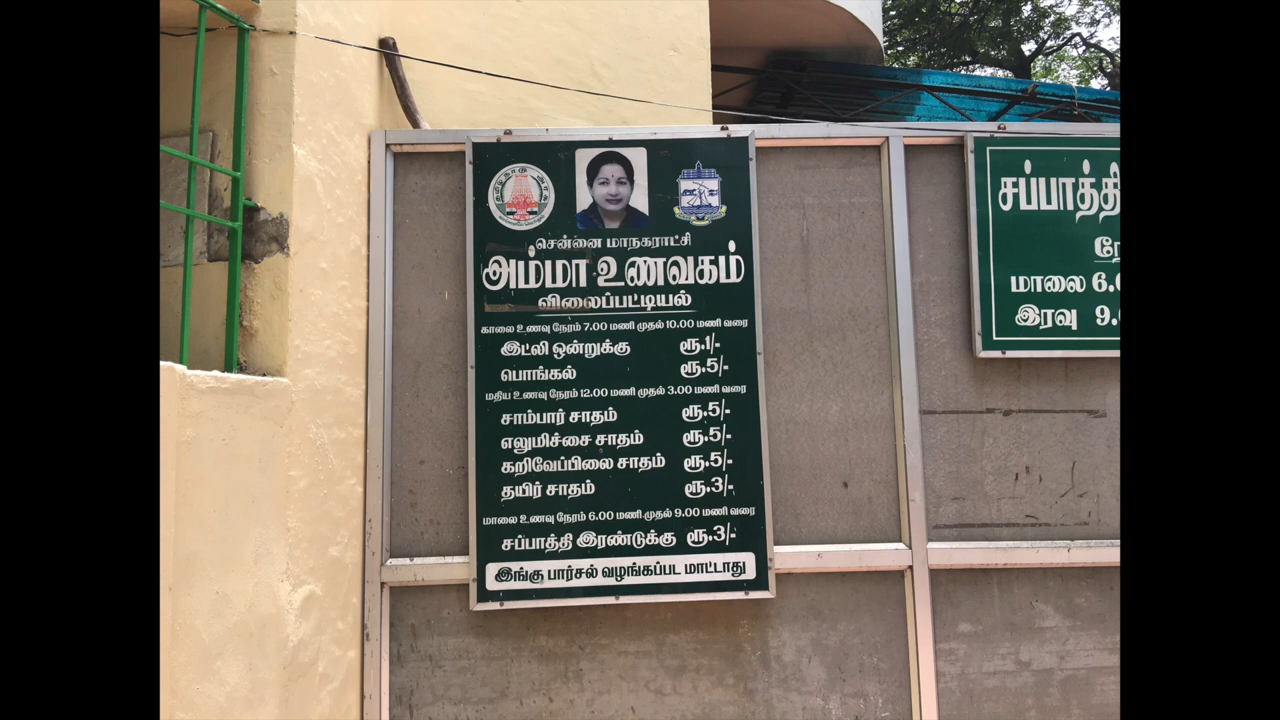 சென்னை மாநகராட்சி
அம்மா உணவகம்
விலைப்பட்டியல்
காலை உணவு நேரம் 7.00 மணி முதல் 10.00 மணி வரை
இட்லி ஒன்றுக்கு ரூ.1/-
பொங்கல் ரூ.5/-
மதிய உணவு நேரம் 12.00 மணி முதல் 3.00 மணி வரை
சாம்பார் சாதம் ரூ.5/-
எலுமிச்சை சாதம் ரூ.5/-
கறிவேப்பிலை சாதம் ரூ.5/-
தயிர் சாதம் ரூ.3/-
மாலை உணவு நேரம் 6.00 மணி முதல் 9.00 மணி வரை
சப்பாத்தி இரண்டுக்கு ரூ.3/-
இங்கு பார்சல் வழங்கப்பட மாட்டாது
சப்பாத்தி
மாலை 6.0
இரவு 9.